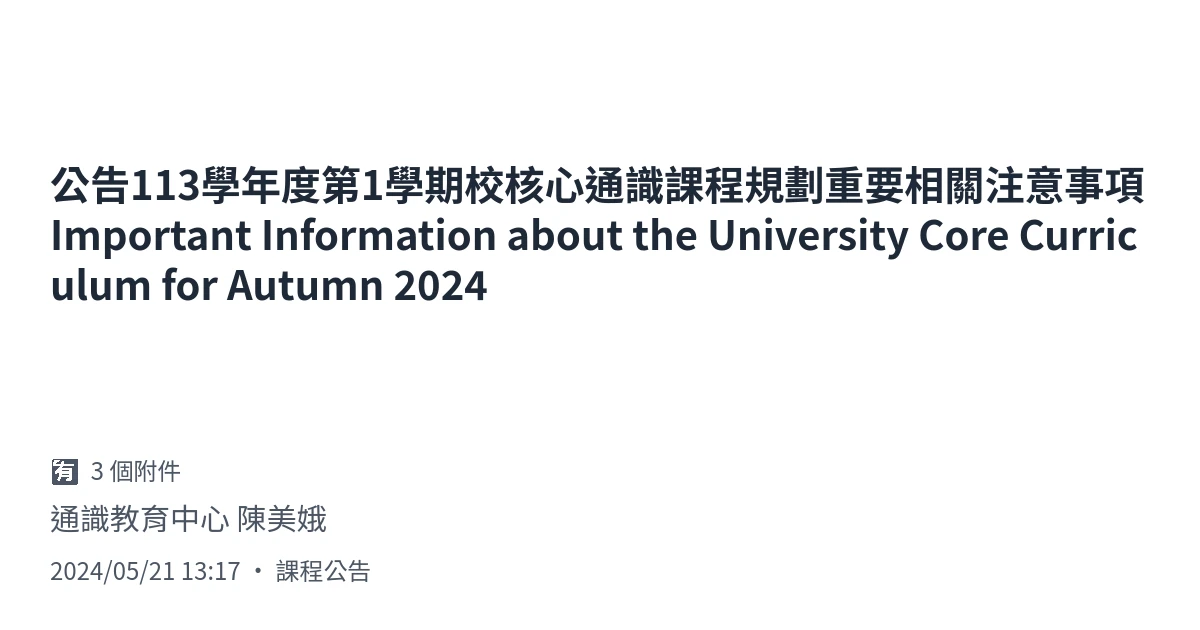 公告113學年度第1學期校核心通識課程規劃重要相關注意事項
Important Information about the University Core Curric
ulum for Autumn 2024
🈶 3 個附件
通識教育中心 陳美娥
2024/05/21 13:17 ・ 課程公告